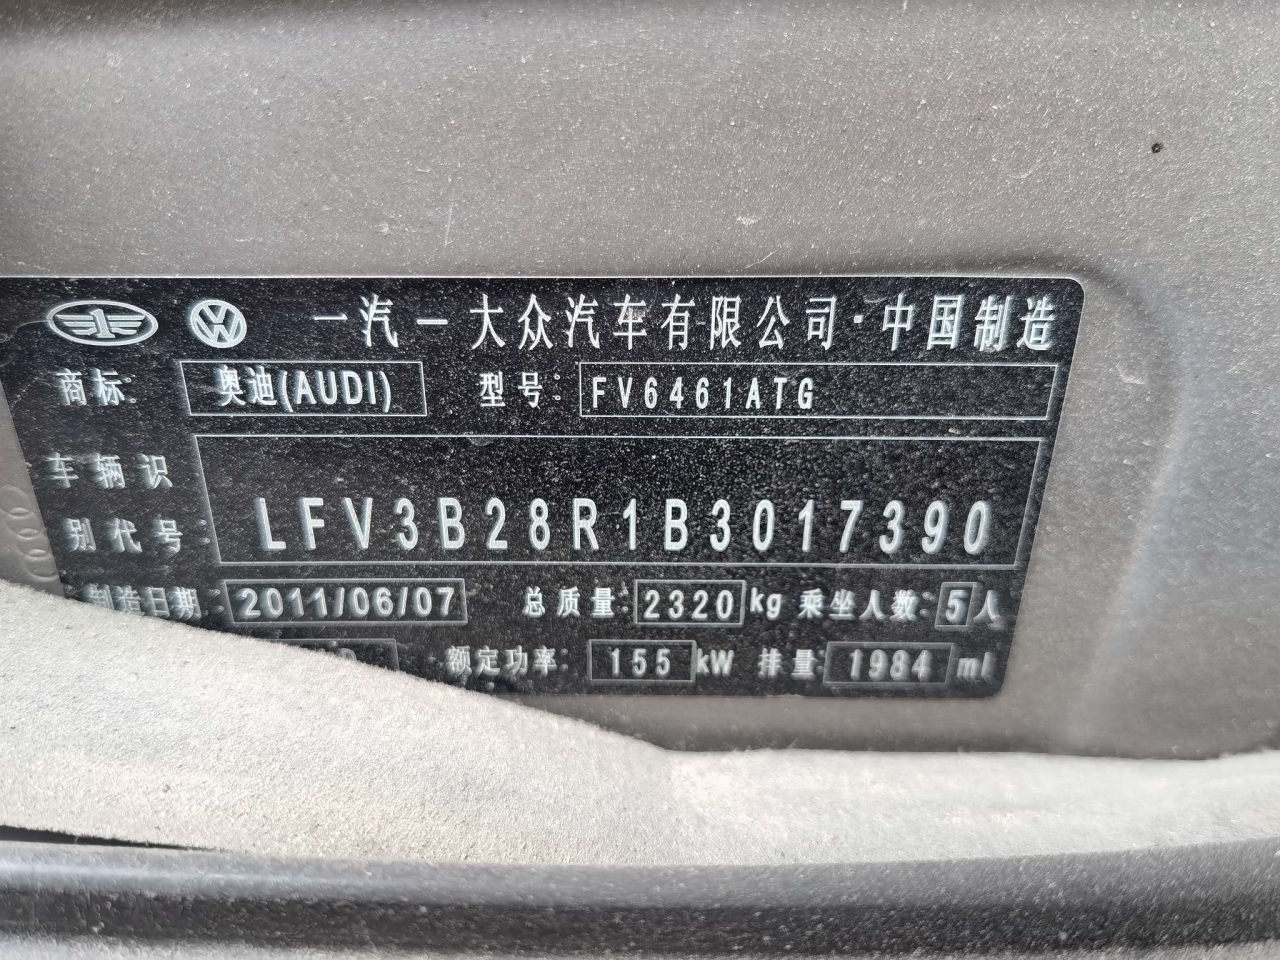 一汽一大众汽车有限公司·中国制造
商标: 奥迪(AUDI) 型号: FV6461ATG
车辆识
别代号: LFV3B28R1B3017390
制造日期: 2011/06/07 总质量: 2320 kg 乘坐人数: 5 人
额定功率: 155 kW 排量: 1984 ml